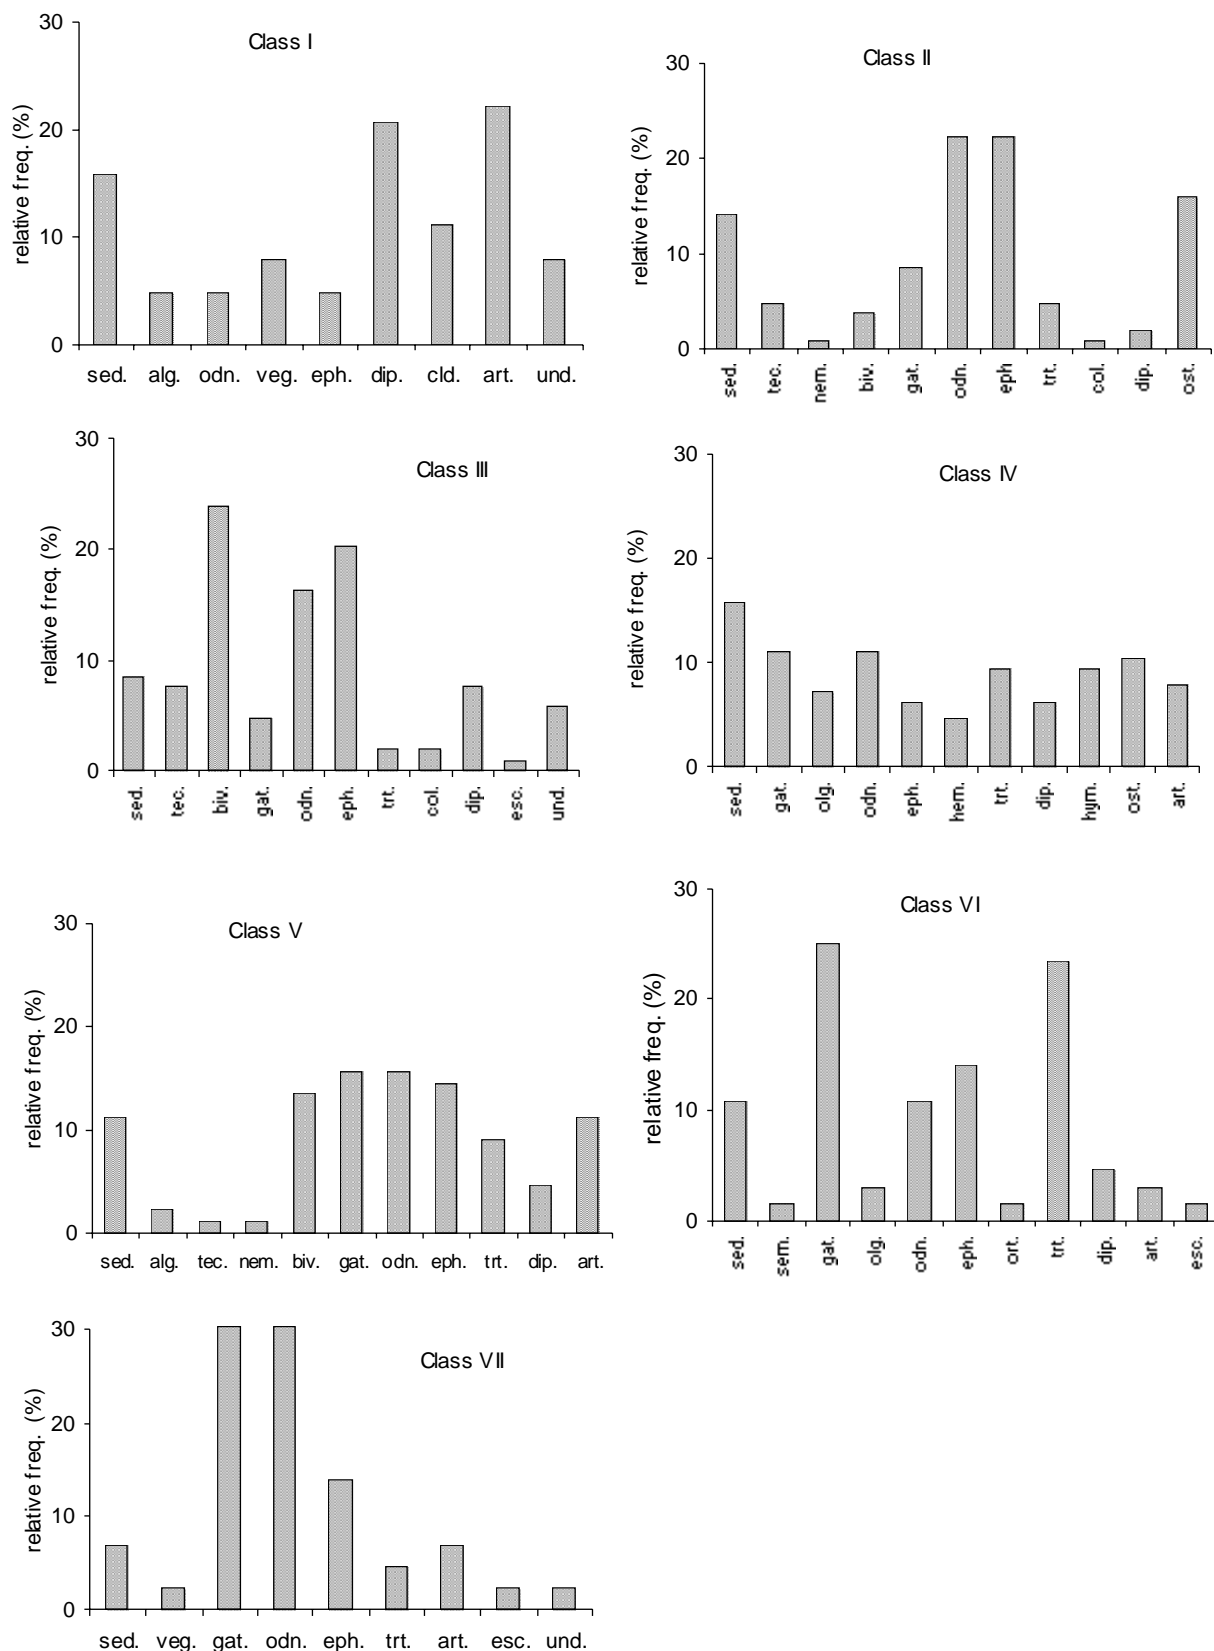 Class I
relative freq. (%)
30
20
10
0
sed. alg. odn. veg. eph. dip. cld. art. und.
Class II
relative freq. (%)
30
20
10
0
sed. tec. nem. biv. gat. odn. eph trt. col. dip. ost.
Class III
relative freq. (%)
30
20
10
0
sed. tec. biv. gat. odn. eph. trt. col. dip. esc. und.
Class IV
relative freq. (%)
30
20
10
0
sed. gat. olg. odn. eph. hem. trt. dip. hym. ost. art.
Class V
relative freq. (%)
30
20
10
0
sed. alg. tec. nem. biv. gat. odn. eph. trt. dip. art.
Class VI
relative freq. (%)
30
20
10
0
sed. sem. gat. olg. odn. eph. ort. trt. dip. art. esc.
Class VII
relative freq. (%)
30
20
10
0
sed. veg. gat. odn. eph. trt. art. esc. und.